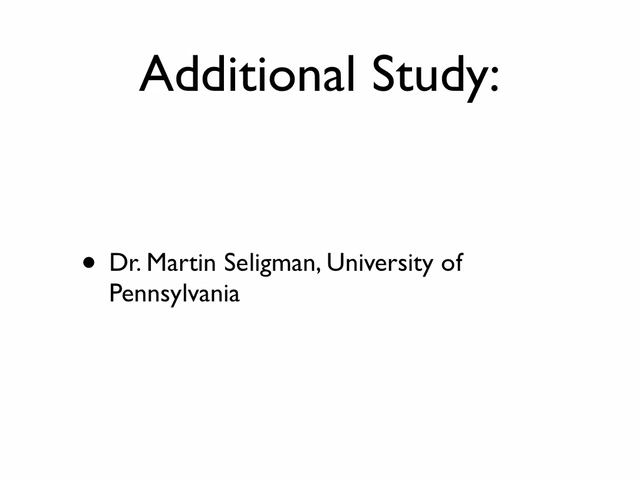 Additional Study:
• Dr. Martin Seligman, University of
Pennsylvania